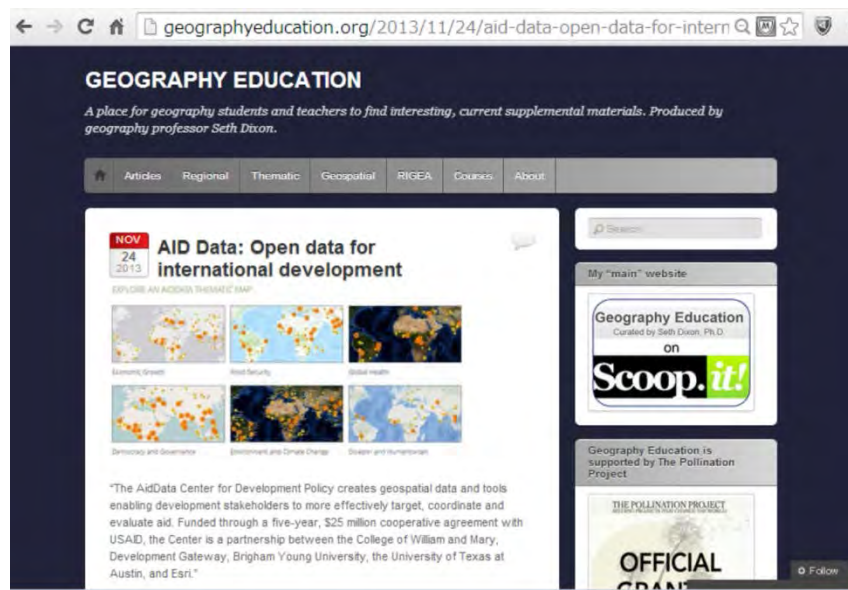 geographyeducation.org/2013/11/24/aid-data-open-data-for-intern
GEOGRAPHY EDUCATION
A place for geography students and teachers to find interesting, current supplemental materials. Produced by
geography professor Seth Dixon.
Articles Regional Thematic Geospatial RIGEA Courses About
NOV
24
2013
AID Data: Open data for
international development
EXPLORE AN AIDDATA THEMATIC MAP
Economic Growth
Food Security
Global Health
Democracy and Governance
Environment and Climate Change
Disaster and Humanitarian
"The AidData Center for Development Policy creates geospatial data and tools
enabling development stakeholders to more effectively target, coordinate and
evaluate aid. Funded through a five-year, $25 million cooperative agreement with
USAID, the Center is a partnership between the College of William and Mary,
Development Gateway, Brigham Young University, the University of Texas at
Austin, and Esri."
Search
My "main" website
Geography Education
Curated by Seth Dixon, Ph.D.
on
Scoop.it!
Geography Education is
supported by The Pollination
Project
THE POLLINATION PROJECT
OFFICIAL
Follow